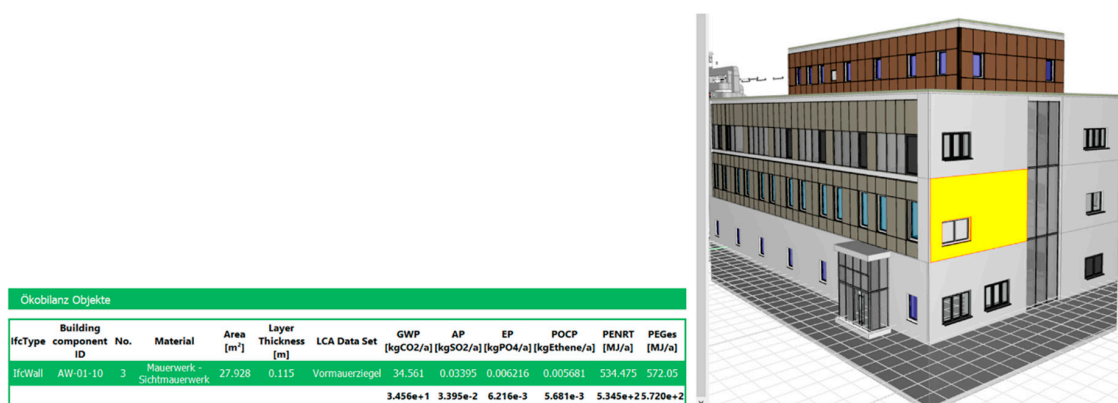 Ökobilanz Objekte
IfcType Building component ID No. Material Area [m²] Layer Thickness [m] LCA Data Set GWP [kgCO2/a] AP [kgSO2/a] EP [kgPO4/a] POCP [kgEthene/a] PENRT [MJ/a] PEGes [MJ/a]
IfcWall AW-01-10 3 Mauerwerk - Sichtmauerwerk 27.928 0.115 Vormauerziegel 34.561 0.03395 0.006216 0.005681 534.475 572.05
3.456e+1 3.395e-2 6.216e-3 5.681e-3 5.345e+2 5.720e+2